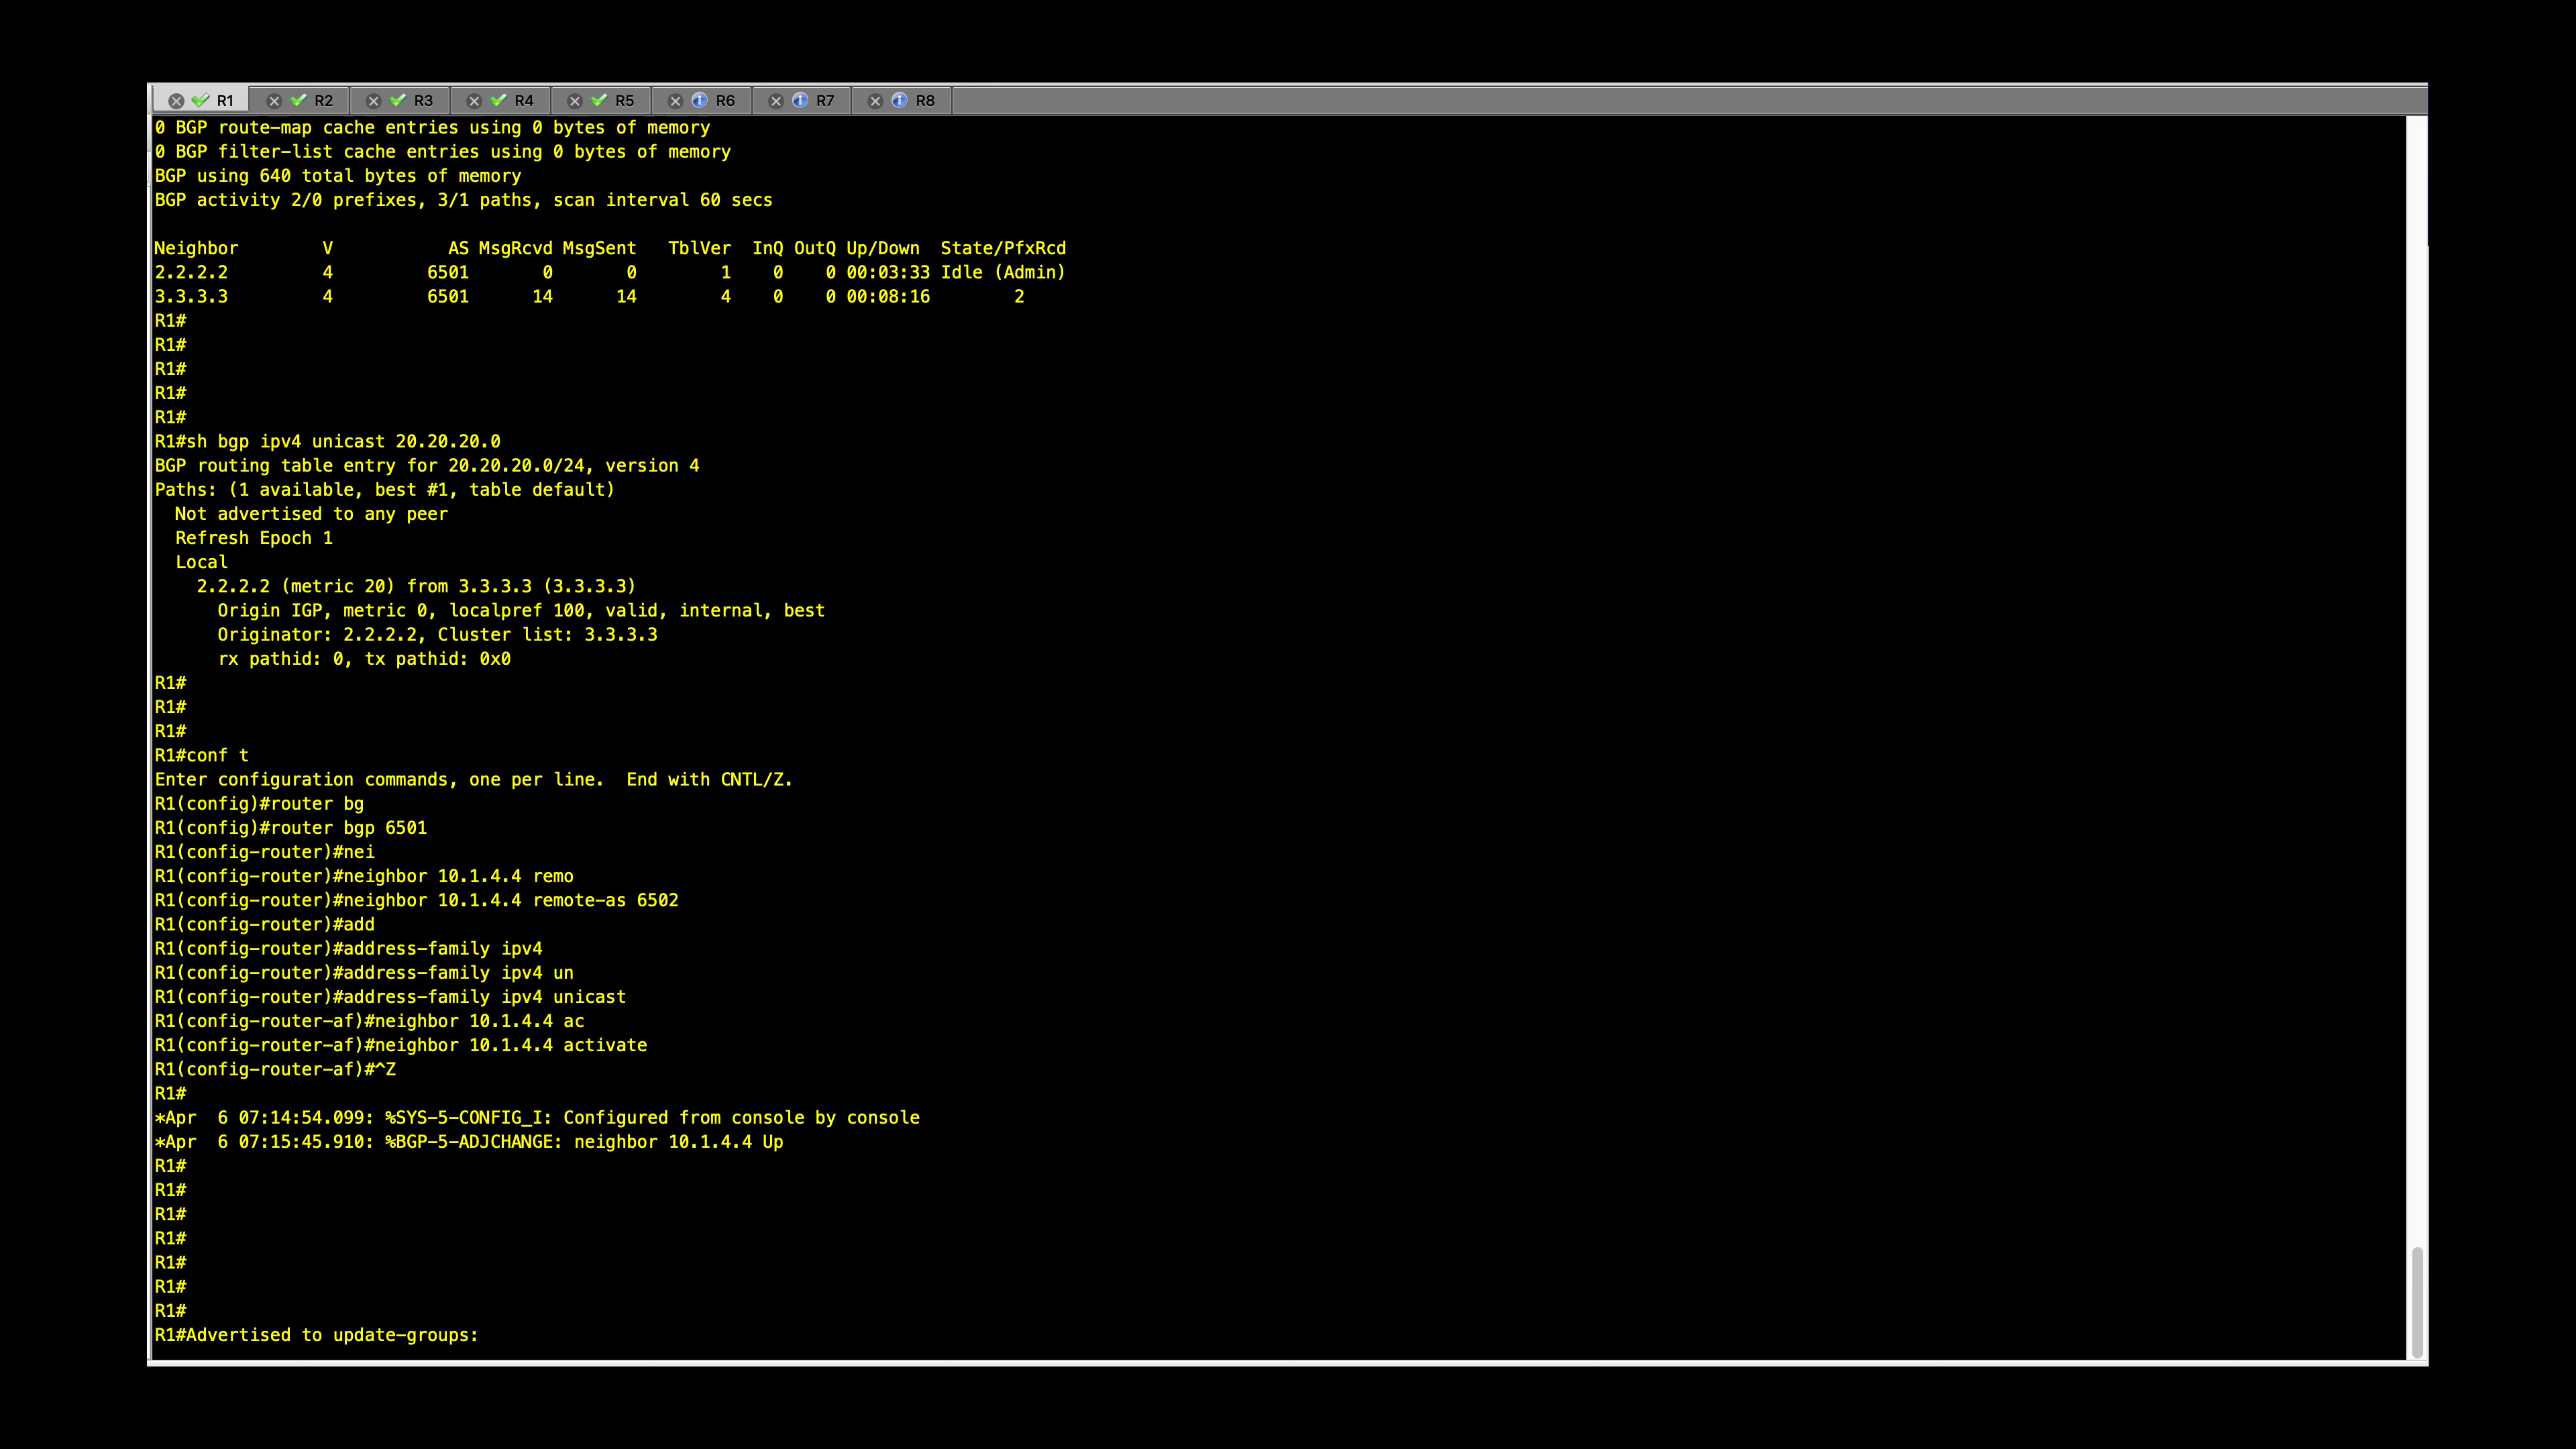 R1 R2 R3 R4 R5 R6 R7 R8
0 BGP route-map cache entries using 0 bytes of memory
0 BGP filter-list cache entries using 0 bytes of memory
BGP using 640 total bytes of memory
BGP activity 2/0 prefixes, 3/1 paths, scan interval 60 secs
Neighbor        V           AS MsgRcvd MsgSent   TblVer  InQ OutQ Up/Down  State/PfxRcd
2.2.2.2         4         6501       0       0        1    0    0 00:03:33 Idle (Admin)
3.3.3.3         4         6501      14      14        4    0    0 00:08:16        2
R1#
R1#
R1#
R1#
R1#
R1#sh bgp ipv4 unicast 20.20.20.0
BGP routing table entry for 20.20.20.0/24, version 4
Paths: (1 available, best #1, table default)
  Not advertised to any peer
  Refresh Epoch 1
  Local
    2.2.2.2 (metric 20) from 3.3.3.3 (3.3.3.3)
      Origin IGP, metric 0, localpref 100, valid, internal, best
      Originator: 2.2.2.2, Cluster list: 3.3.3.3
      rx pathid: 0, tx pathid: 0x0
R1#
R1#
R1#
R1#conf t
Enter configuration commands, one per line.  End with CNTL/Z.
R1(config)#router bg
R1(config)#router bgp 6501
R1(config-router)#nei
R1(config-router)#neighbor 10.1.4.4 remo
R1(config-router)#neighbor 10.1.4.4 remote-as 6502
R1(config-router)#add
R1(config-router)#address-family ipv4
R1(config-router)#address-family ipv4 un
R1(config-router)#address-family ipv4 unicast
R1(config-router-af)#neighbor 10.1.4.4 ac
R1(config-router-af)#neighbor 10.1.4.4 activate
R1(config-router-af)#^Z
R1#
*Apr  6 07:14:54.099: %SYS-5-CONFIG_I: Configured from console by console
*Apr  6 07:15:45.910: %BGP-5-ADJCHANGE: neighbor 10.1.4.4 Up
R1#
R1#
R1#
R1#
R1#
R1#
R1#
R1#Advertised to update-groups: